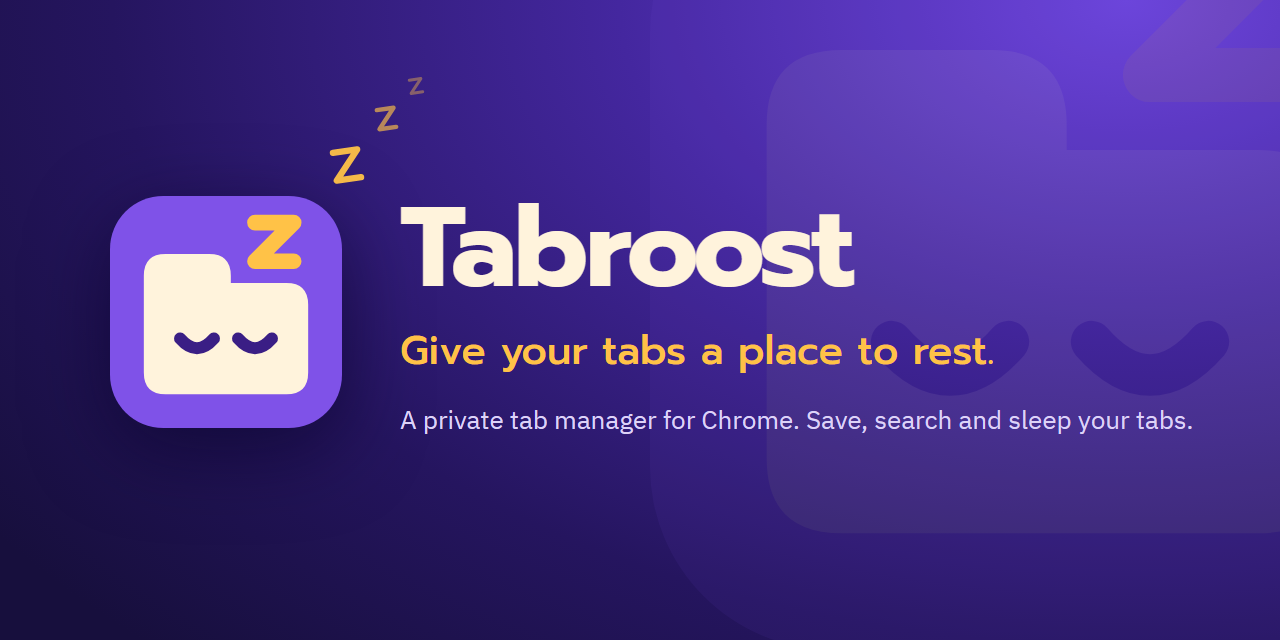 z
z
z
Z
Tabroost
Give your tabs a place to rest.
A private tab manager for Chrome. Save, search and sleep your tabs.